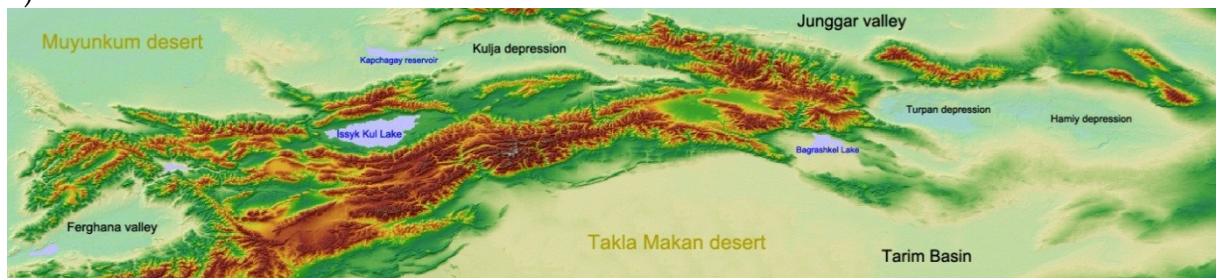 Junggar valley
Muyunkum desert
Kulja depression
Kapchagay reservoir
Turpan depression
Hamiy depression
Issyk Kul Lake
Bagrashkel Lake
Ferghana valley
Takla Makan desert
Tarim Basin